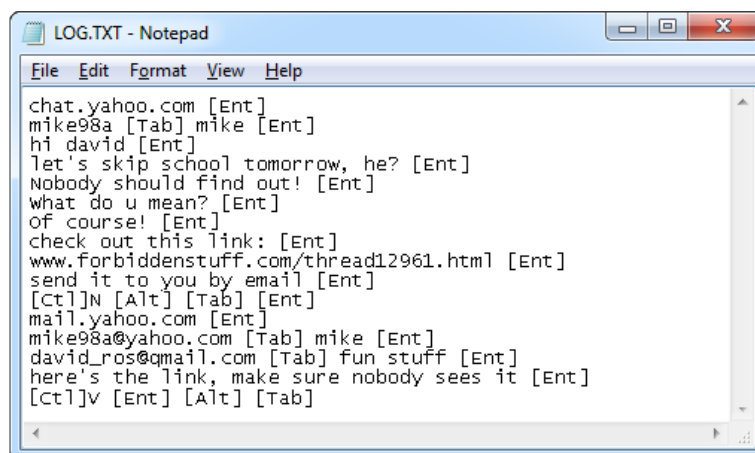 LOG.TXT - Notepad
File Edit Format View Help
chat.yahoo.com [Ent]
mike98a [Tab] mike [Ent]
hi david [Ent]
let's skip school tomorrow, he? [Ent]
Nobody should find out! [Ent]
what do u mean? [Ent]
Of course! [Ent]
check out this link: [Ent]
www.forbiddenstuff.com/thread12961.html [Ent]
send it to you by email [Ent]
[Ctl]N [Alt] [Tab] [Ent]
mail.yahoo.com [Ent]
mike98a@yahoo.com [Tab] mike [Ent]
david_ros@qmail.com [Tab] fun stuff [Ent]
here's the link, make sure nobody sees it [Ent]
[Ctl]V [Ent] [Alt] [Tab]